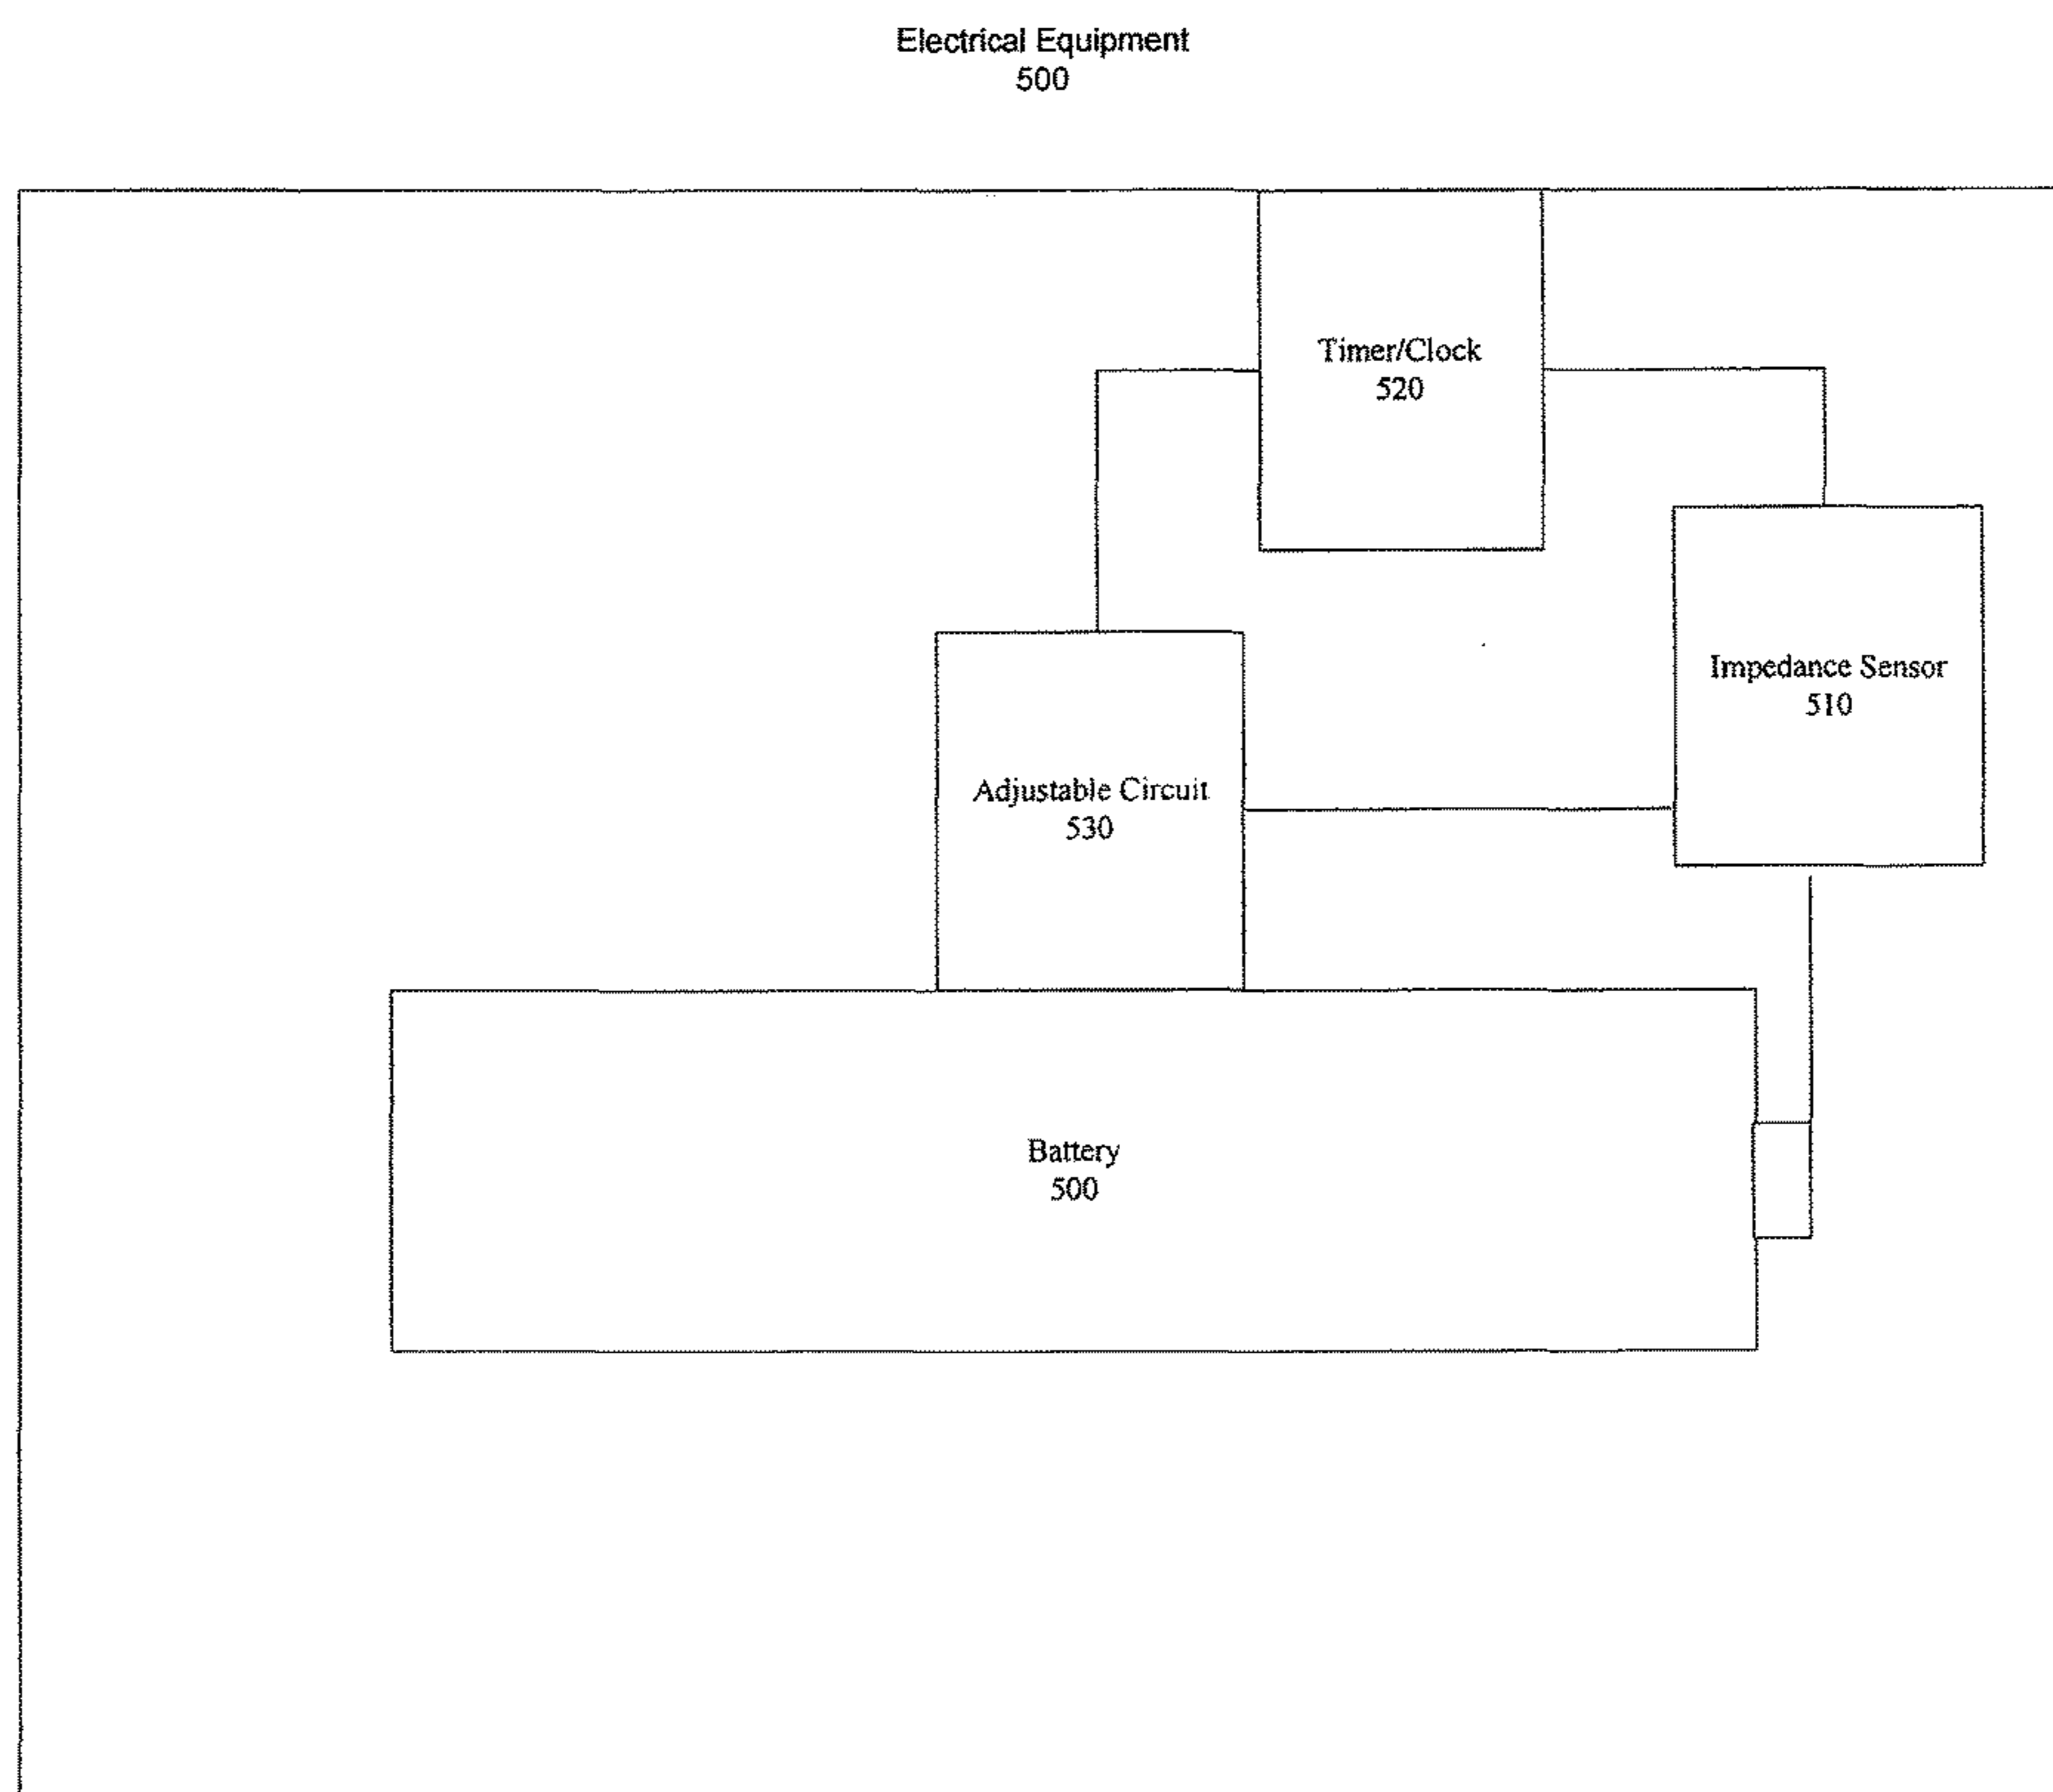 Electrical Equipment
500
Timer/Clock
520
Impedance Sensor
510
Adjustable Circuit
530
Battery
500